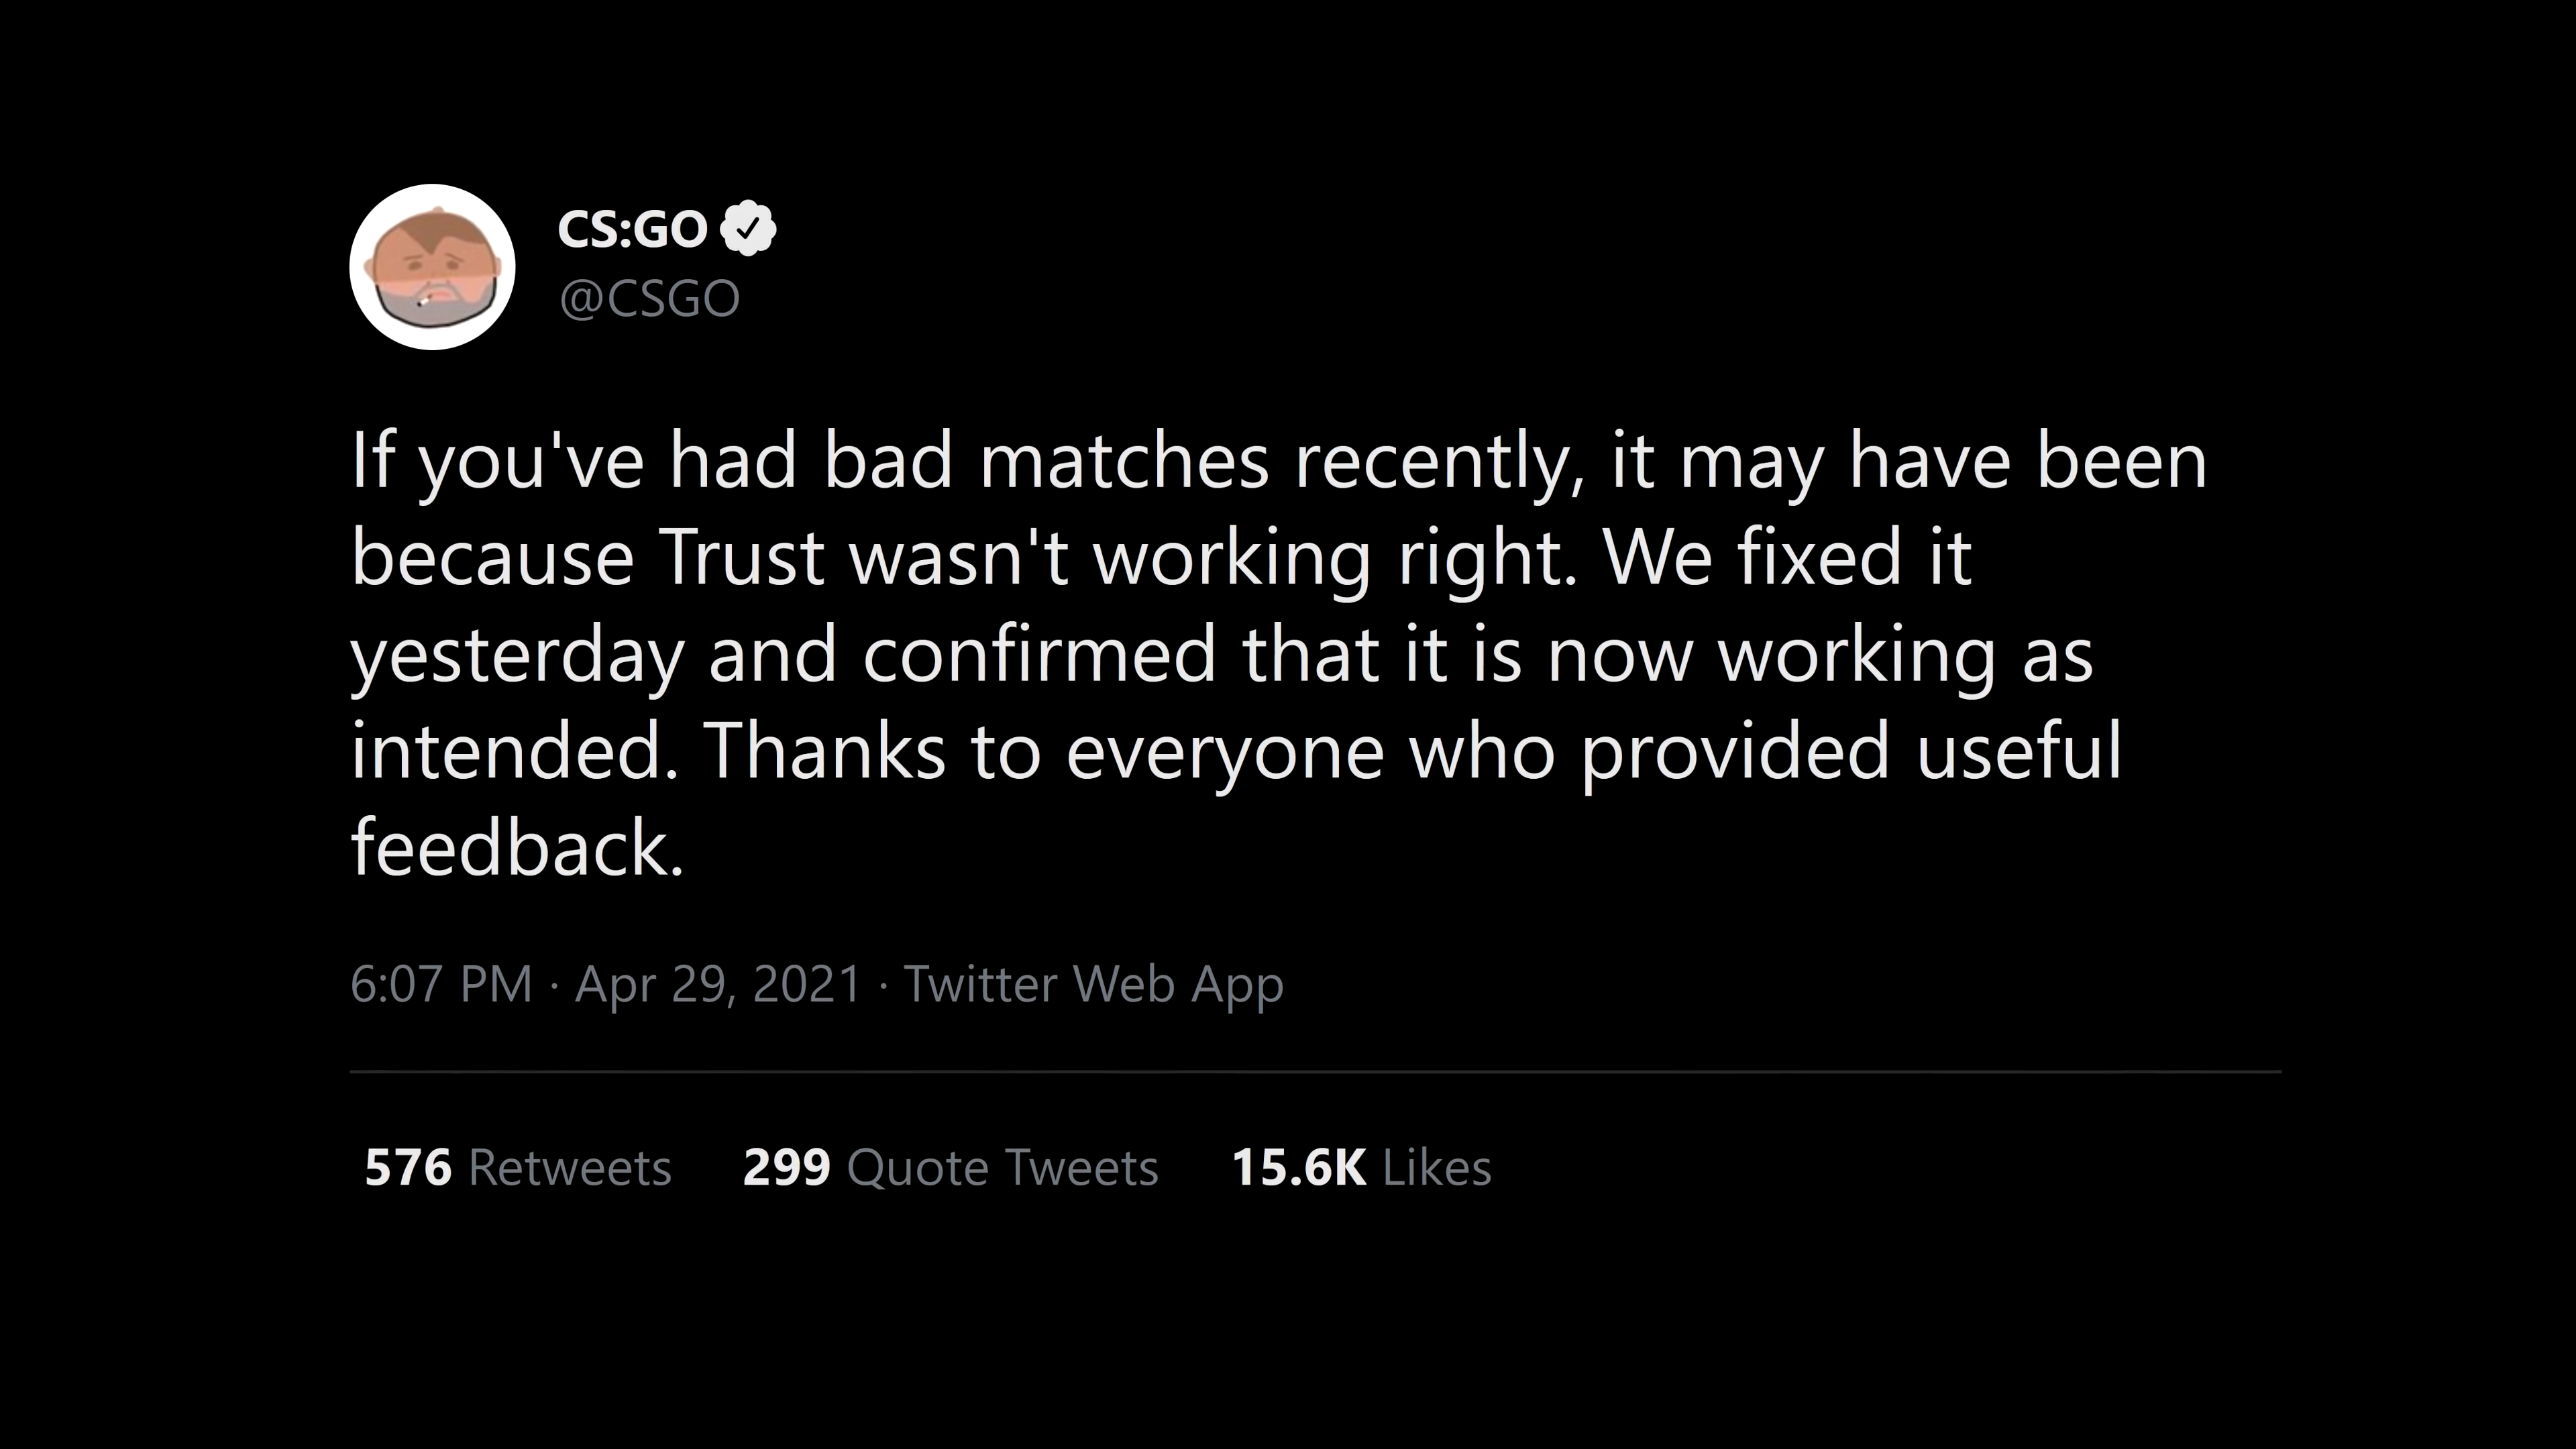 CS:GO
@CSGO
If you've had bad matches recently, it may have been
because Trust wasn't working right. We fixed it
yesterday and confirmed that it is now working as
intended. Thanks to everyone who provided useful
feedback.
6:07 PM · Apr 29, 2021 · Twitter Web App
576 Retweets 299 Quote Tweets 15.6K Likes